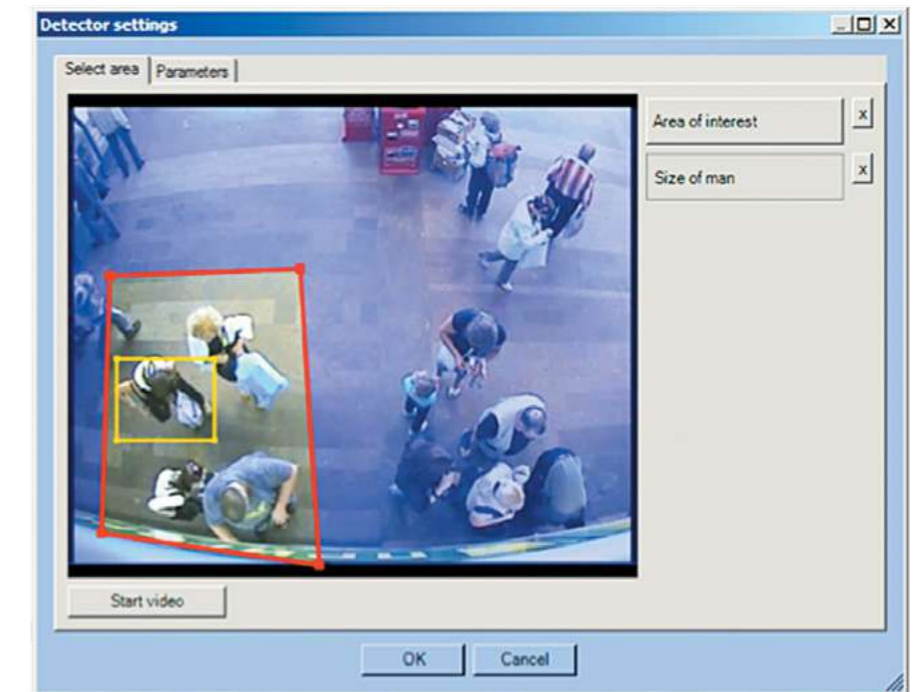 Detector settings
Select area
Parameters
Area of interest
x
Size of man
x
Start video
OK
Cancel